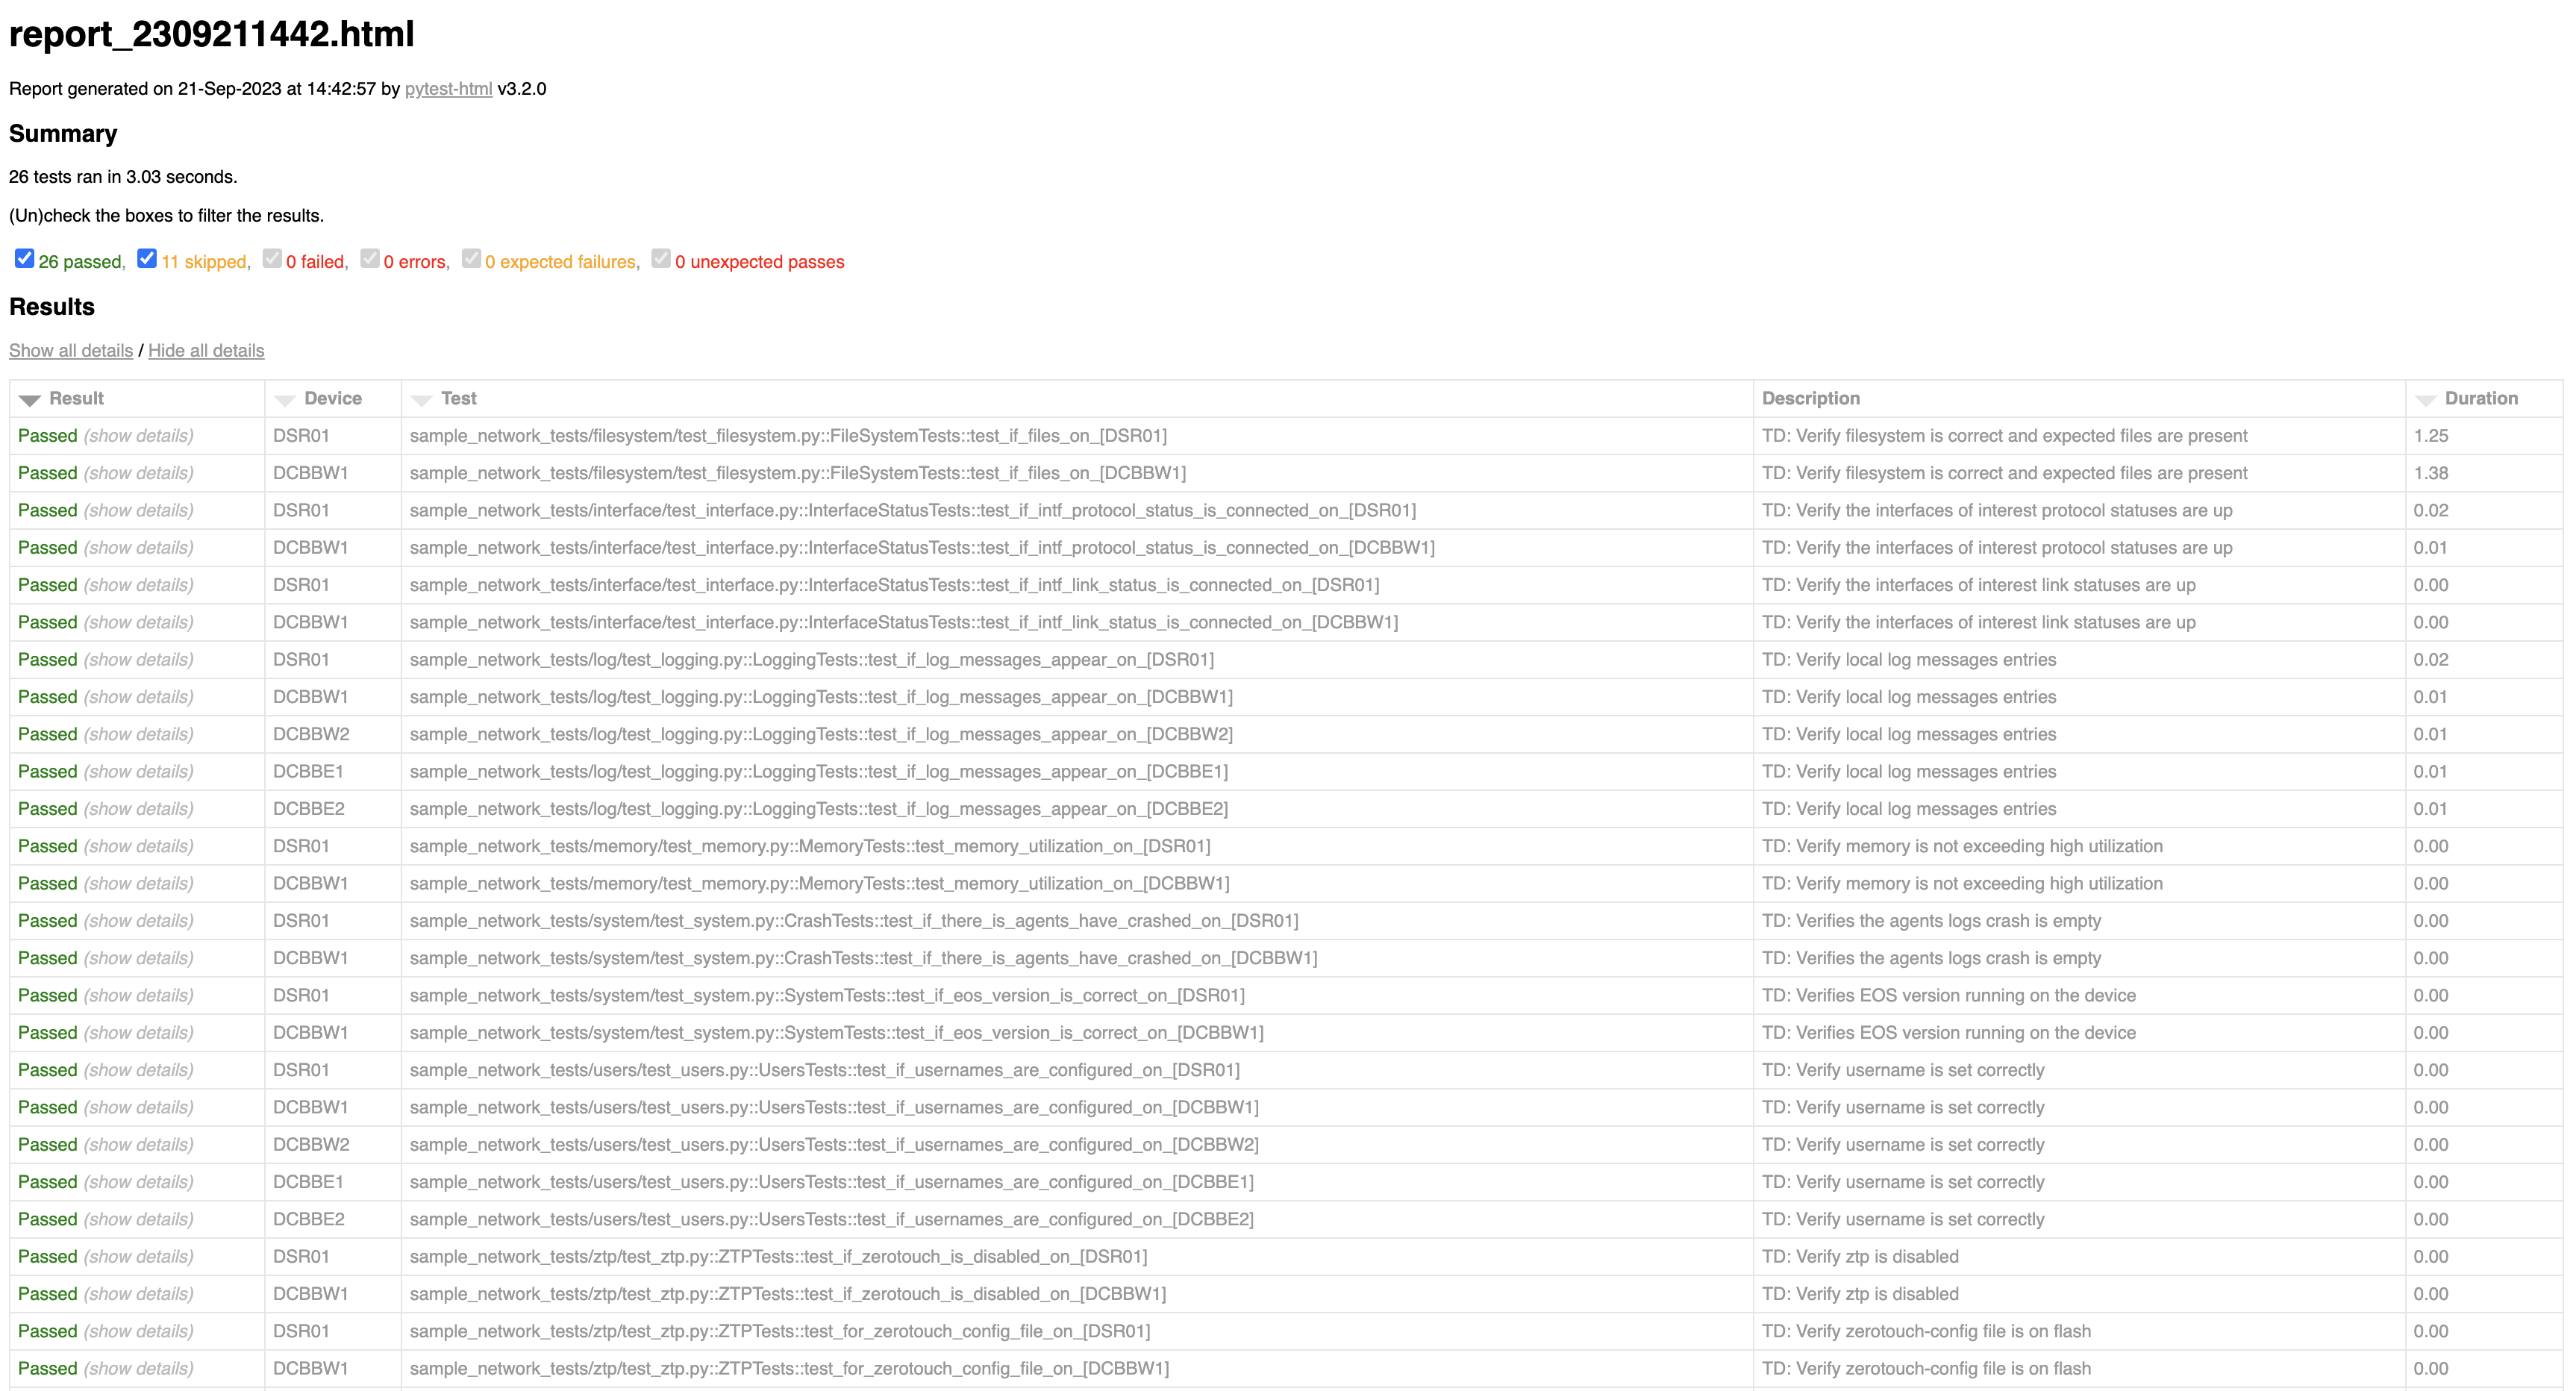 report_2309211442.html
Report generated on 21-Sep-2023 at 14:42:57 by pytest-html v3.2.0
Summary
26 tests ran in 3.03 seconds.
(Un)check the boxes to filter the results.
26 passed, 11 skipped, 0 failed, 0 errors, 0 expected failures, 0 unexpected passes
Results
Show all details / Hide all details
Result Device Test Description Duration
Passed (show details) DSR01 sample_network_tests/filesystem/test_filesystem.py::FileSystemTests::test_if_files_on_[DSR01] TD: Verify filesystem is correct and expected files are present 1.25
Passed (show details) DCBBW1 sample_network_tests/filesystem/test_filesystem.py::FileSystemTests::test_if_files_on_[DCBBW1] TD: Verify filesystem is correct and expected files are present 1.38
Passed (show details) DSR01 sample_network_tests/interface/test_interface.py::InterfaceStatusTests::test_if_intf_protocol_status_is_connected_on_[DSR01] TD: Verify the interfaces of interest protocol statuses are up 0.02
Passed (show details) DCBBW1 sample_network_tests/interface/test_interface.py::InterfaceStatusTests::test_if_intf_protocol_status_is_connected_on_[DCBBW1] TD: Verify the interfaces of interest protocol statuses are up 0.01
Passed (show details) DSR01 sample_network_tests/interface/test_interface.py::InterfaceStatusTests::test_if_intf_link_status_is_connected_on_[DSR01] TD: Verify the interfaces of interest link statuses are up 0.00
Passed (show details) DCBBW1 sample_network_tests/interface/test_interface.py::InterfaceStatusTests::test_if_intf_link_status_is_connected_on_[DCBBW1] TD: Verify the interfaces of interest link statuses are up 0.00
Passed (show details) DSR01 sample_network_tests/log/test_logging.py::LoggingTests::test_if_log_messages_appear_on_[DSR01] TD: Verify local log messages entries 0.02
Passed (show details) DCBBW1 sample_network_tests/log/test_logging.py::LoggingTests::test_if_log_messages_appear_on_[DCBBW1] TD: Verify local log messages entries 0.01
Passed (show details) DCBBW2 sample_network_tests/log/test_logging.py::LoggingTests::test_if_log_messages_appear_on_[DCBBW2] TD: Verify local log messages entries 0.01
Passed (show details) DCBBE1 sample_network_tests/log/test_logging.py::LoggingTests::test_if_log_messages_appear_on_[DCBBE1] TD: Verify local log messages entries 0.01
Passed (show details) DCBBE2 sample_network_tests/log/test_logging.py::LoggingTests::test_if_log_messages_appear_on_[DCBBE2] TD: Verify local log messages entries 0.01
Passed (show details) DSR01 sample_network_tests/memory/test_memory.py::MemoryTests::test_memory_utilization_on_[DSR01] TD: Verify memory is not exceeding high utilization 0.00
Passed (show details) DCBBW1 sample_network_tests/memory/test_memory.py::MemoryTests::test_memory_utilization_on_[DCBBW1] TD: Verify memory is not exceeding high utilization 0.00
Passed (show details) DSR01 sample_network_tests/system/test_system.py::CrashTests::test_if_there_is_agents_have_crashed_on_[DSR01] TD: Verifies the agents logs crash is empty 0.00
Passed (show details) DCBBW1 sample_network_tests/system/test_system.py::CrashTests::test_if_there_is_agents_have_crashed_on_[DCBBW1] TD: Verifies the agents logs crash is empty 0.00
Passed (show details) DSR01 sample_network_tests/system/test_system.py::SystemTests::test_if_eos_version_is_correct_on_[DSR01] TD: Verifies EOS version running on the device 0.00
Passed (show details) DCBBW1 sample_network_tests/system/test_system.py::SystemTests::test_if_eos_version_is_correct_on_[DCBBW1] TD: Verifies EOS version running on the device 0.00
Passed (show details) DSR01 sample_network_tests/users/test_users.py::UsersTests::test_if_usernames_are_configured_on_[DSR01] TD: Verify username is set correctly 0.00
Passed (show details) DCBBW1 sample_network_tests/users/test_users.py::UsersTests::test_if_usernames_are_configured_on_[DCBBW1] TD: Verify username is set correctly 0.00
Passed (show details) DCBBW2 sample_network_tests/users/test_users.py::UsersTests::test_if_usernames_are_configured_on_[DCBBW2] TD: Verify username is set correctly 0.00
Passed (show details) DCBBE1 sample_network_tests/users/test_users.py::UsersTests::test_if_usernames_are_configured_on_[DCBBE1] TD: Verify username is set correctly 0.00
Passed (show details) DCBBE2 sample_network_tests/users/test_users.py::UsersTests::test_if_usernames_are_configured_on_[DCBBE2] TD: Verify username is set correctly 0.00
Passed (show details) DSR01 sample_network_tests/ztp/test_ztp.py::ZTPTests::test_if_zerotouch_is_disabled_on_[DSR01] TD: Verify ztp is disabled 0.00
Passed (show details) DCBBW1 sample_network_tests/ztp/test_ztp.py::ZTPTests::test_if_zerotouch_is_disabled_on_[DCBBW1] TD: Verify ztp is disabled 0.00
Passed (show details) DSR01 sample_network_tests/ztp/test_ztp.py::ZTPTests::test_for_zerotouch_config_file_on_[DSR01] TD: Verify zerotouch-config file is on flash 0.00
Passed (show details) DCBBW1 sample_network_tests/ztp/test_ztp.py::ZTPTests::test_for_zerotouch_config_file_on_[DCBBW1] TD: Verify zerotouch-config file is on flash 0.00